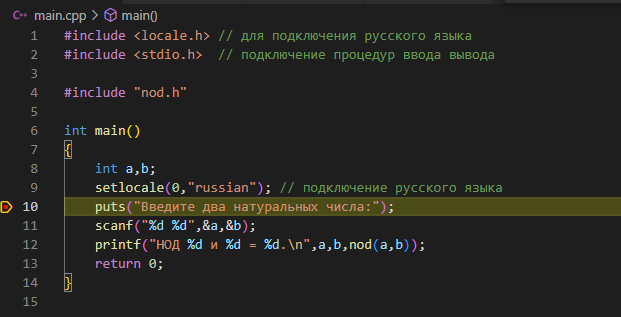 main.cpp > main()
1 #include <locale.h> // для подключения русского языка
2 #include <stdio.h>  // подключение процедур ввода вывода
3
4 #include "nod.h"
5
6 int main()
7 {
8     int a,b;
9     setlocale(0,"russian"); // подключение русского языка
10     puts("Введите два натуральных числа:");
11     scanf("%d %d",&a,&b);
12     printf("НОД %d и %d = %d.\n",a,b,nod(a,b));
13     return 0;
14 }
15